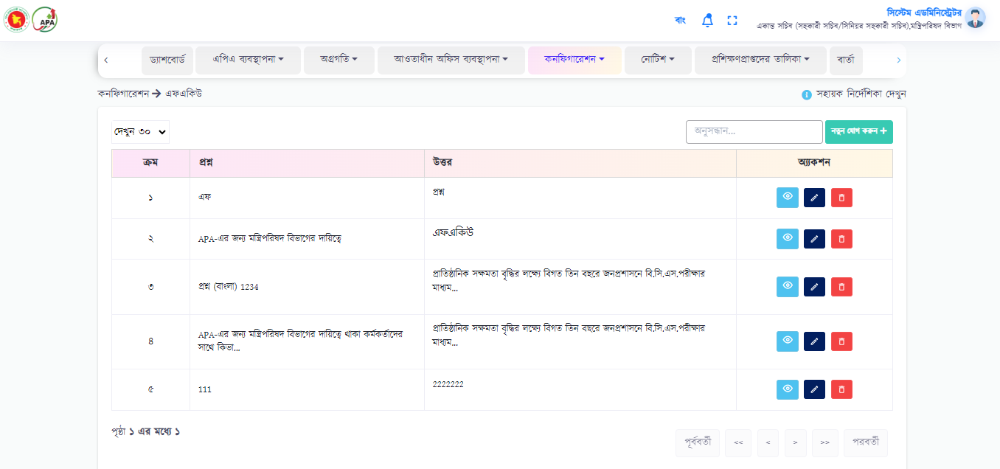 APA
বাং
সিস্টেম এডমিনিস্ট্রেটর
একান্ত সচিব (সহকারী সচিব/সিনিয়র সহকারী সচিব),মন্ত্রিপরিষদ বিভাগ
ড্যাশবোর্ড
এপিএ ব্যবস্থাপনা
অগ্রগতি
আওতাধীন অফিস ব্যবস্থাপনা
কনফিগারেশন
নোটিশ
প্রশিক্ষণপ্রাপ্তদের তালিকা
বার্তা
কনফিগারেশন → এফএকিউ
সহায়ক নির্দেশিকা দেখুন
দেখুন ৩০
অনুসন্ধান...
নতুন যোগ করুন +
ক্রম প্রশ্ন উত্তর অ্যাকশন
১ এফ প্রশ্ন
২ APA-এর জন্য মন্ত্রিপরিষদ বিভাগের দায়িত্বে এফএকিউ
৩ প্রশ্ন (বাংলা) 1234
প্রাতিষ্ঠানিক সক্ষমতা বৃদ্ধির লক্ষ্যে বিগত তিন বছরে জনপ্রশাসনে বি.সি.এস.পরীক্ষার
মাধ্যম...
৪
APA-এর জন্য মন্ত্রিপরিষদ বিভাগের দায়িত্বে থাকা কর্মকর্তাদের
সাথে কিভা...
প্রাতিষ্ঠানিক সক্ষমতা বৃদ্ধির লক্ষ্যে বিগত তিন বছরে জনপ্রশাসনে বি.সি.এস.পরীক্ষার
মাধ্যম...
৫ 111 2222222
পৃষ্ঠা ১ এর মধ্যে ১
পূর্ববর্তী << < > >> পরবর্তী